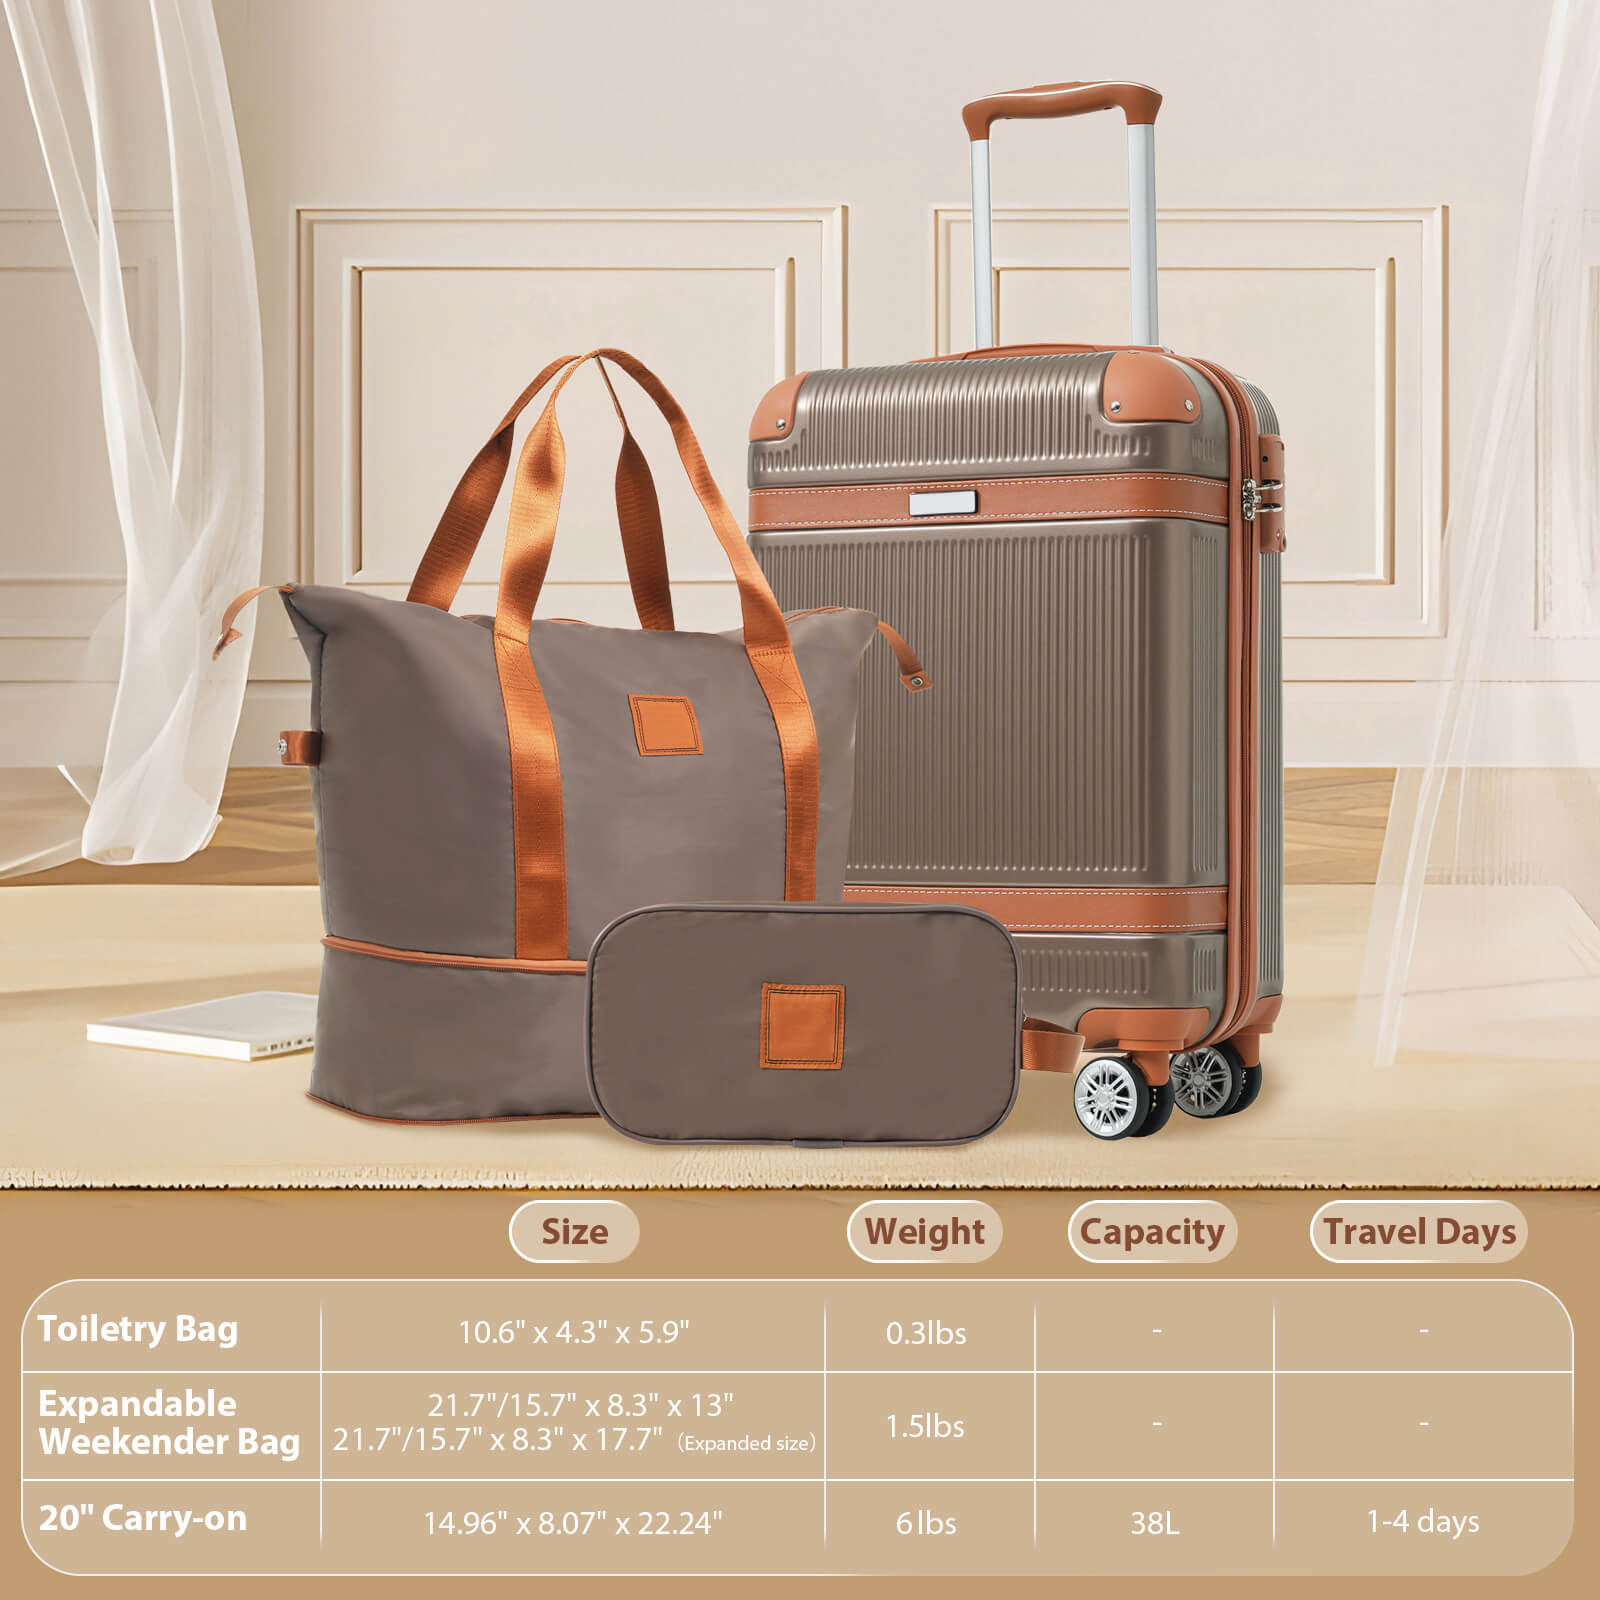 Size Weight Capacity Travel Days
Toiletry Bag 10.6" x 4.3" x 5.9" 0.3lbs - -
Expandable
Weekender Bag
21.7"/15.7" x 8.3" x 13"
21.7"/15.7" x 8.3" x 17.7" (Expanded size)
1.5lbs - -
20" Carry-on 14.96" x 8.07" x 22.24" 6lbs 38L 1-4 days